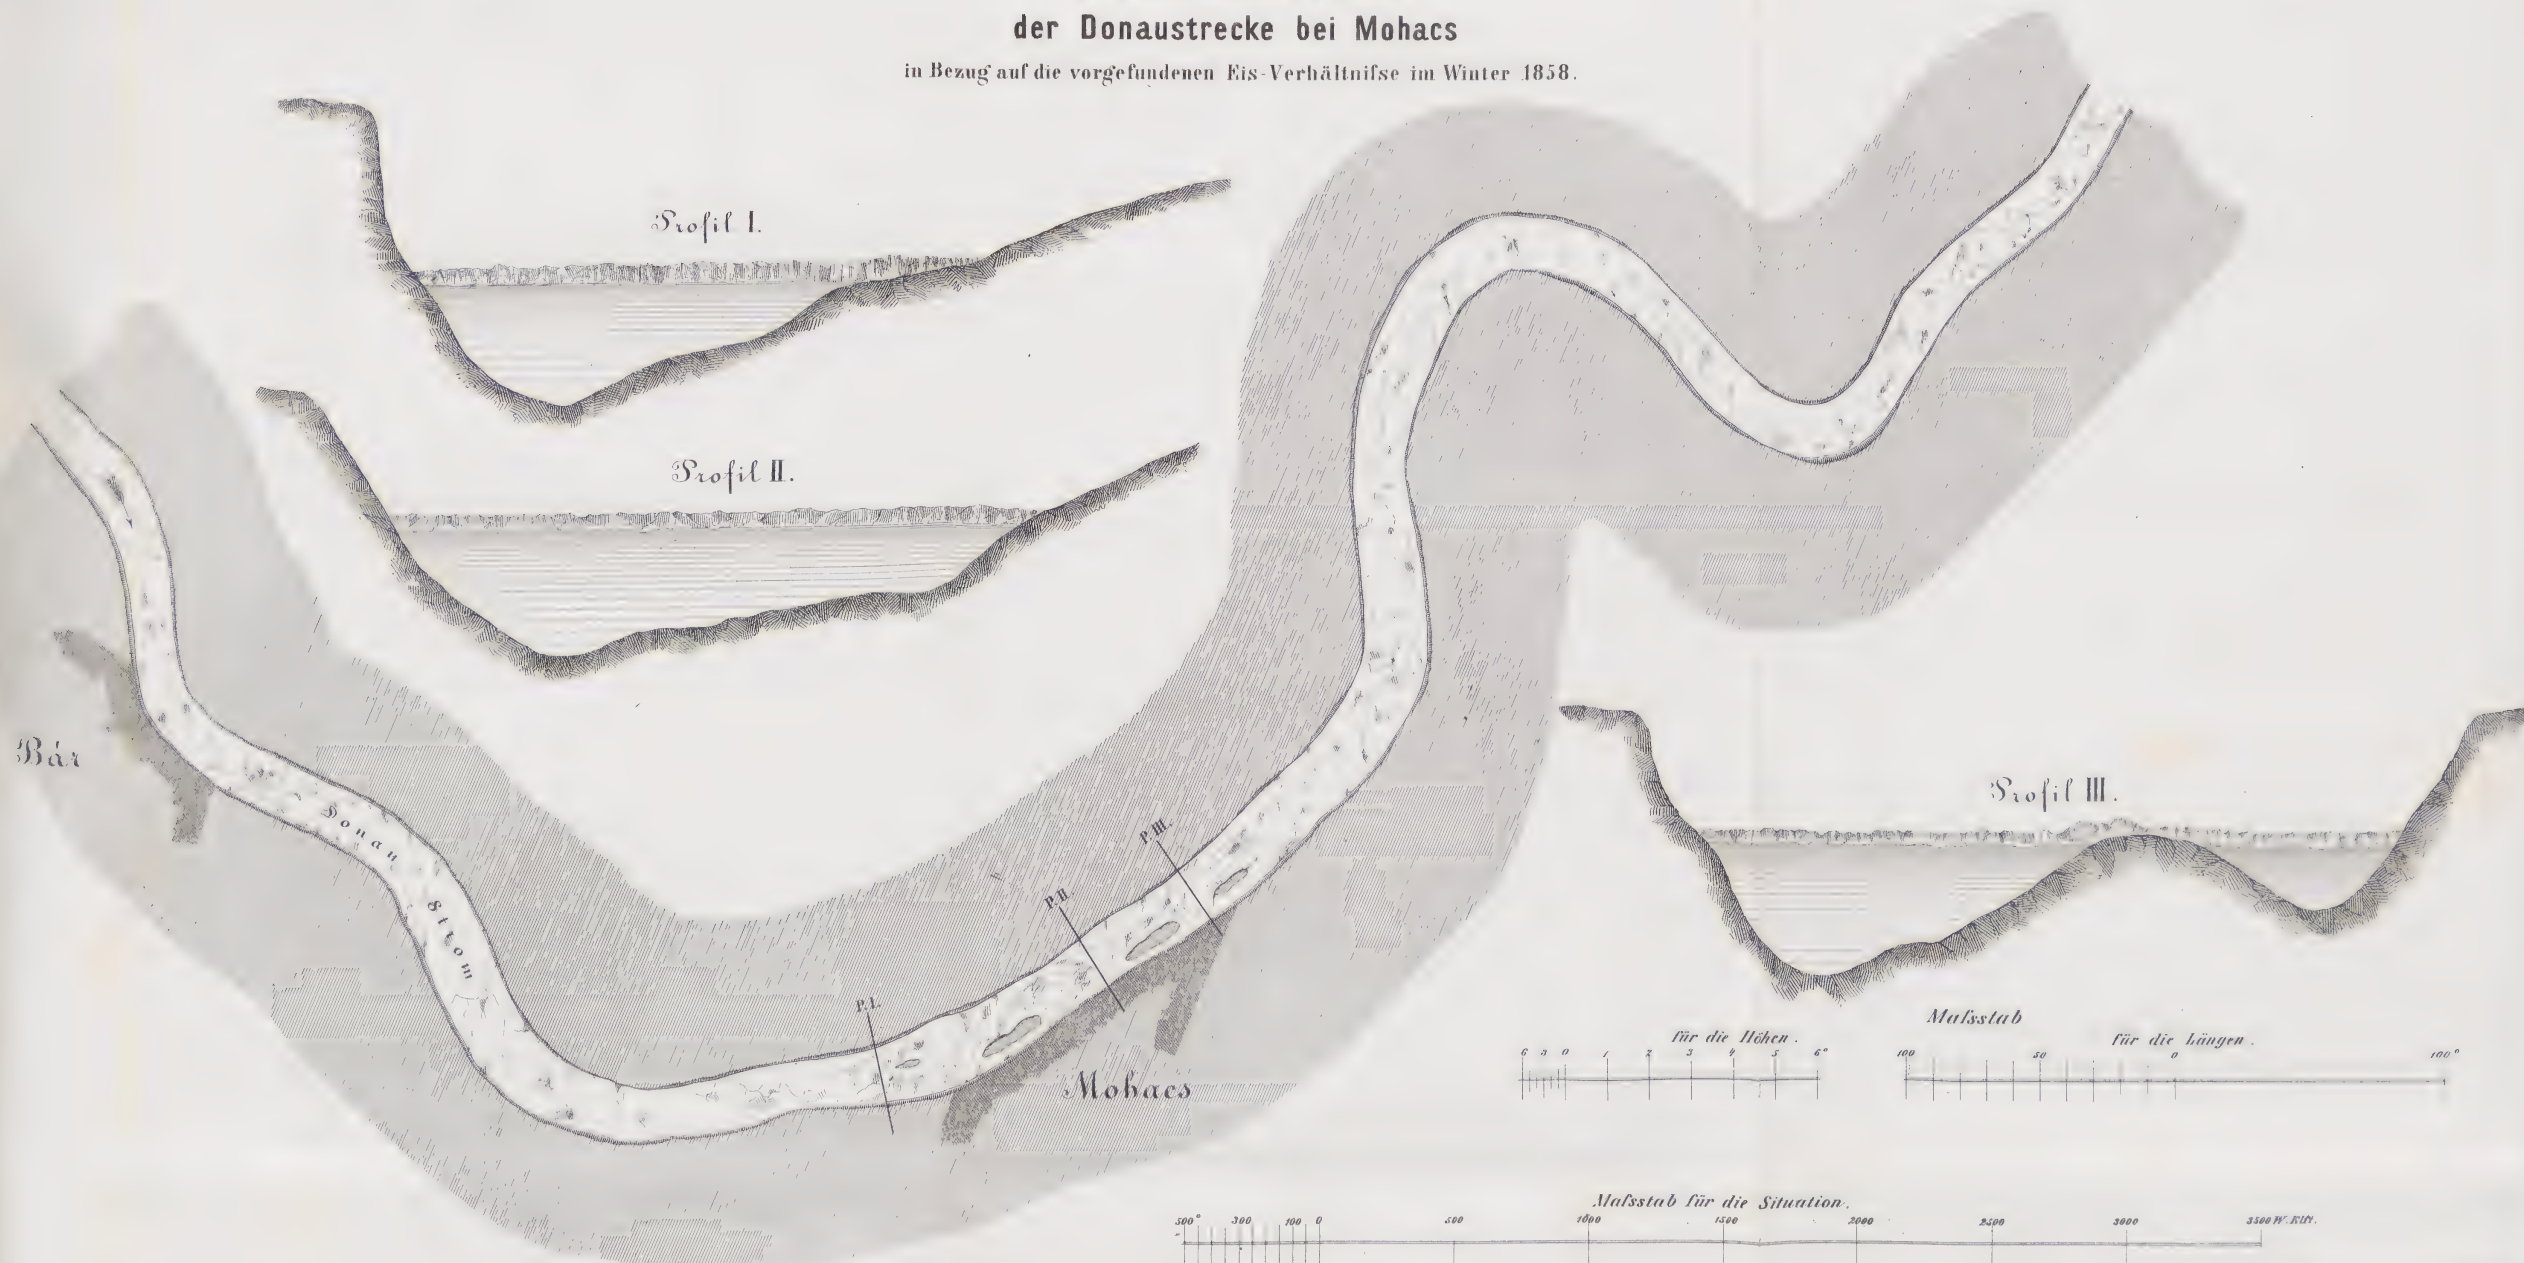 der Donaustrecke bei Mohacs
in Bezug auf die vorgefundenen Eis-Verhältniſse im Winter 1858.
Profil I.
Profil II.
Profil III.
Bár
Donau Strom
P. I.
P. II.
P. III.
Mohacs
Maſsstab
für die Höhen.
6 3 0 1 2 3 4 5 6°
für die Längen.
100 50 0 100°
Maſsstab für die Situation.
500° 300 100 0 500 1000 1500 2000 2500 3000 3500 W. Klft.